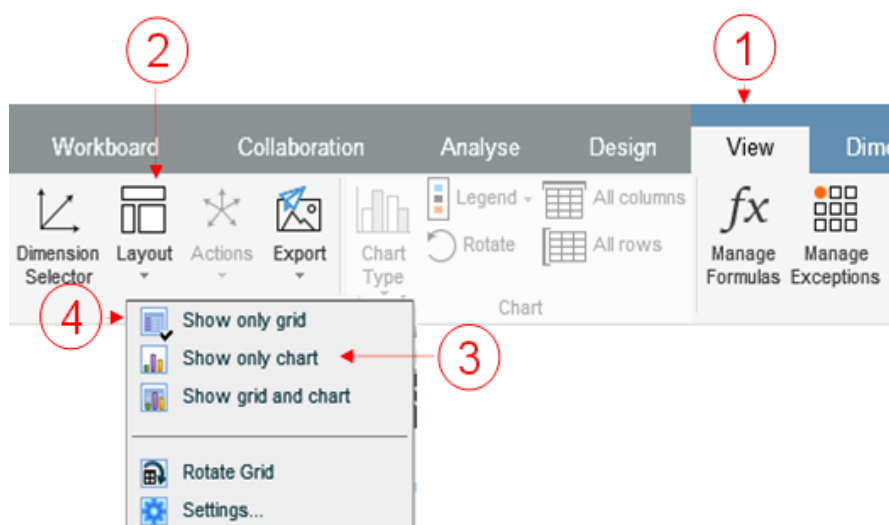 2
1
Workboard
Collaboration
Analyse
Design
View
Dime
Dimension
Selector
Layout
Actions
Export
Chart
Type
Legend
Rotate
All columns
All rows
Chart
fx
Manage
Formulas
Manage
Exceptions
4
Show only grid
Show only chart
3
Show grid and chart
Rotate Grid
Settings...